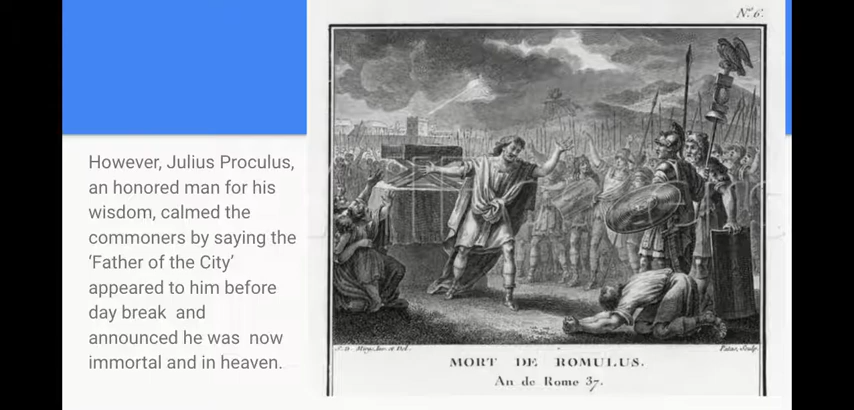 No. 6.
However, Julius Proculus,
an honored man for his
wisdom, calmed the
commoners by saying the
‘Father of the City’
appeared to him before
day break and
announced he was now
immortal and in heaven.
MORT DE ROMULUS.
An de Rome 37.